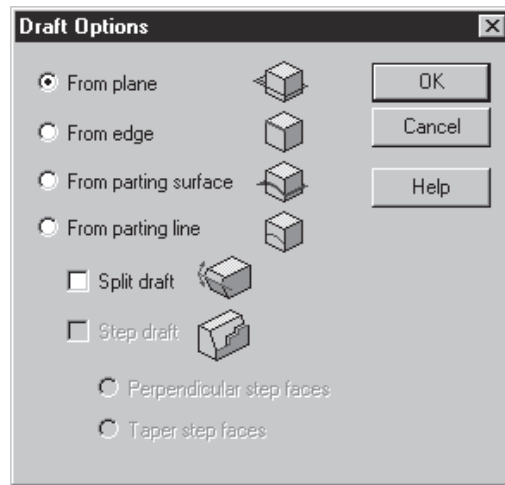 Draft Options
From plane
OK
From edge
Cancel
From parting surface
Help
From parting line
Split draft
Step draft
Perpendicular step faces
Taper step faces